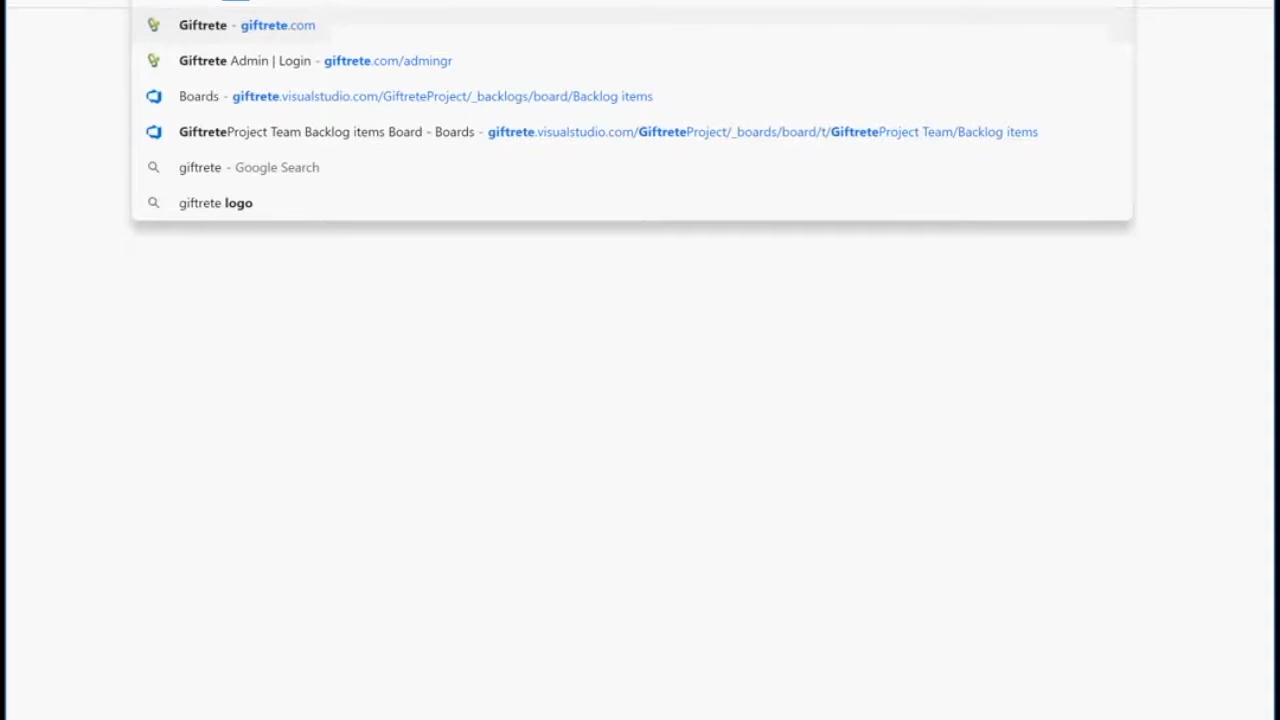 Giftrete - giftrete.com
Giftrete Admin | Login - giftrete.com/admingr
Boards - giftrete.visualstudio.com/GiftreteProject/_backlogs/board/Backlog items
GiftreteProject Team Backlog items Board - Boards - giftrete.visualstudio.com/GiftreteProject/_boards/board/t/GiftreteProject Team/Backlog items
giftrete - Google Search
giftrete logo